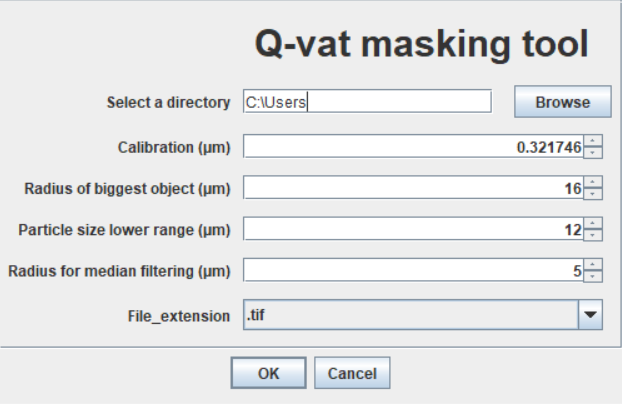 Q-vat masking tool
Select a directory C:\Users Browse
Calibration (µm) 0.321746
Radius of biggest object (µm) 16
Particle size lower range (µm) 12
Radius for median filtering (µm) 5
File_extension .tif
OK Cancel